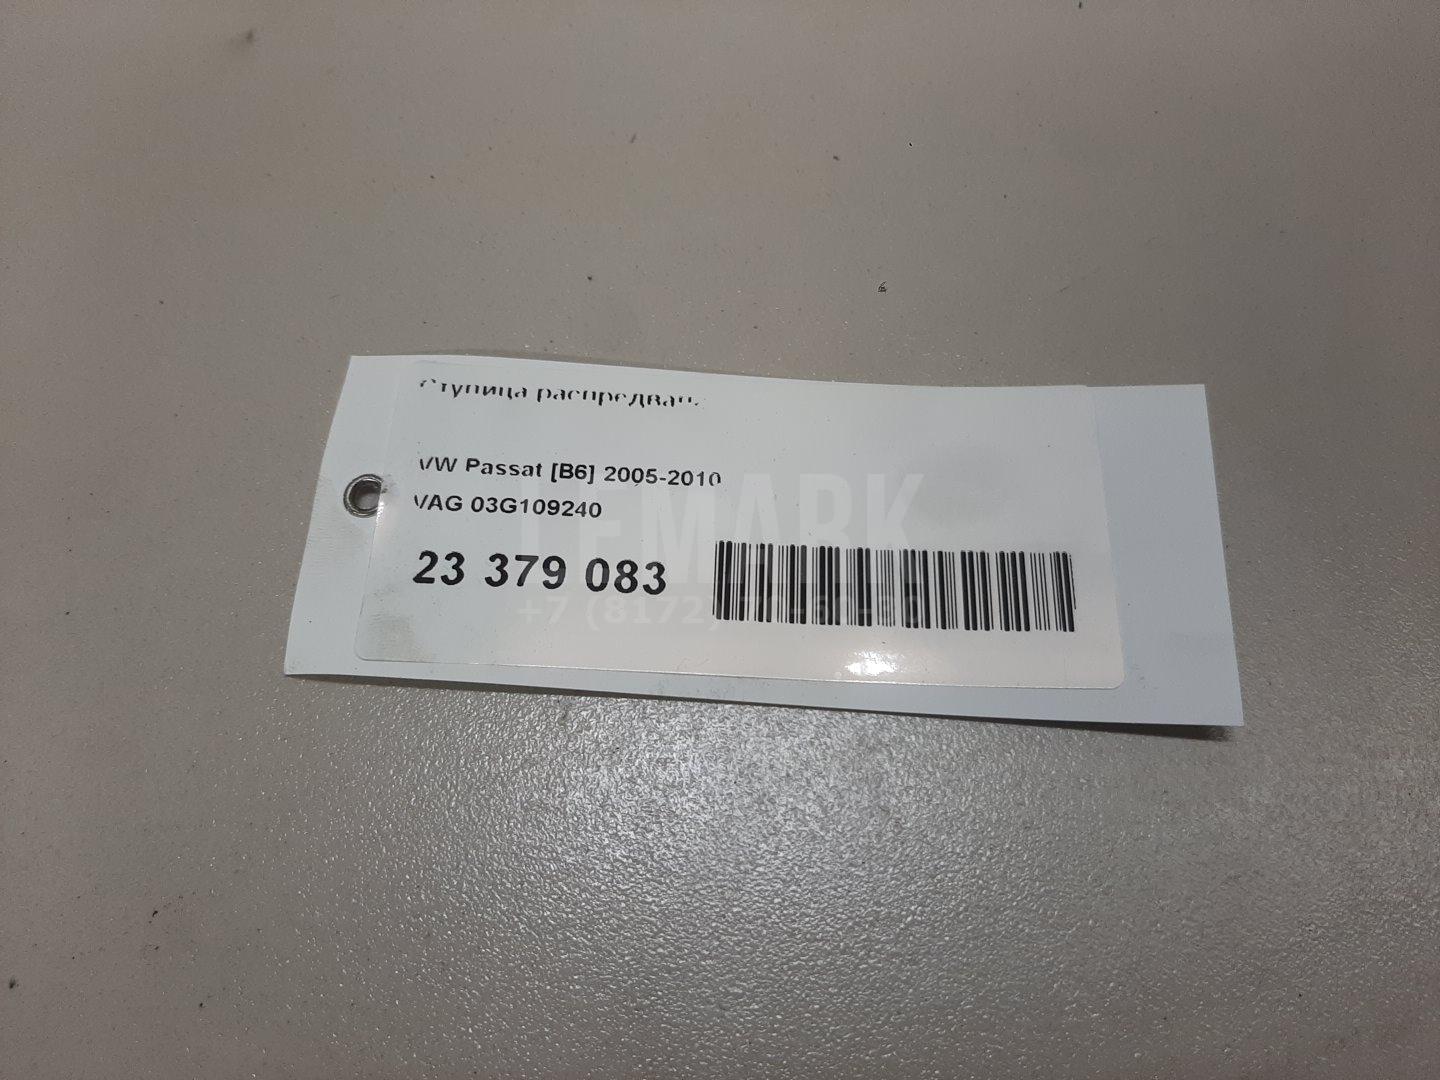 Ступица распредвала
VW Passat [B6] 2005-2010
VAG 03G109240
23 379 083